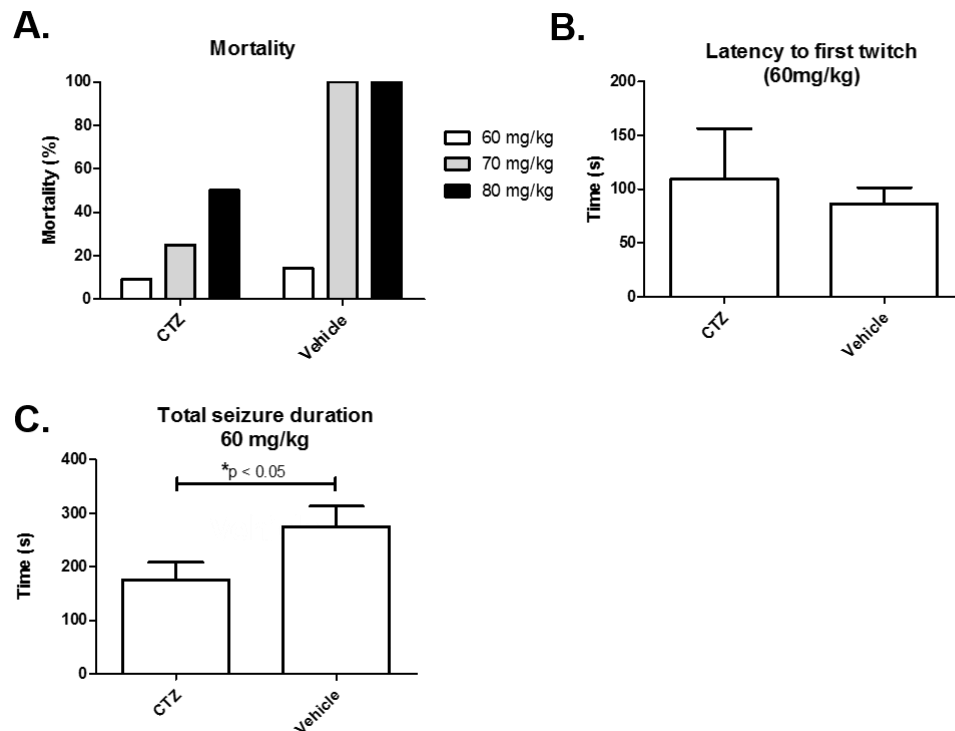 A.
Mortality
100
80
60
40
20
0
Mortality (%)
CTZ
Vehicle
60 mg/kg
70 mg/kg
80 mg/kg
B.
Latency to first twitch
(60mg/kg)
200
150
100
50
0
Time (s)
CTZ
Vehicle
C.
Total seizure duration
60 mg/kg
400
300
200
100
0
Time (s)
*p < 0.05
CTZ
Vehicle